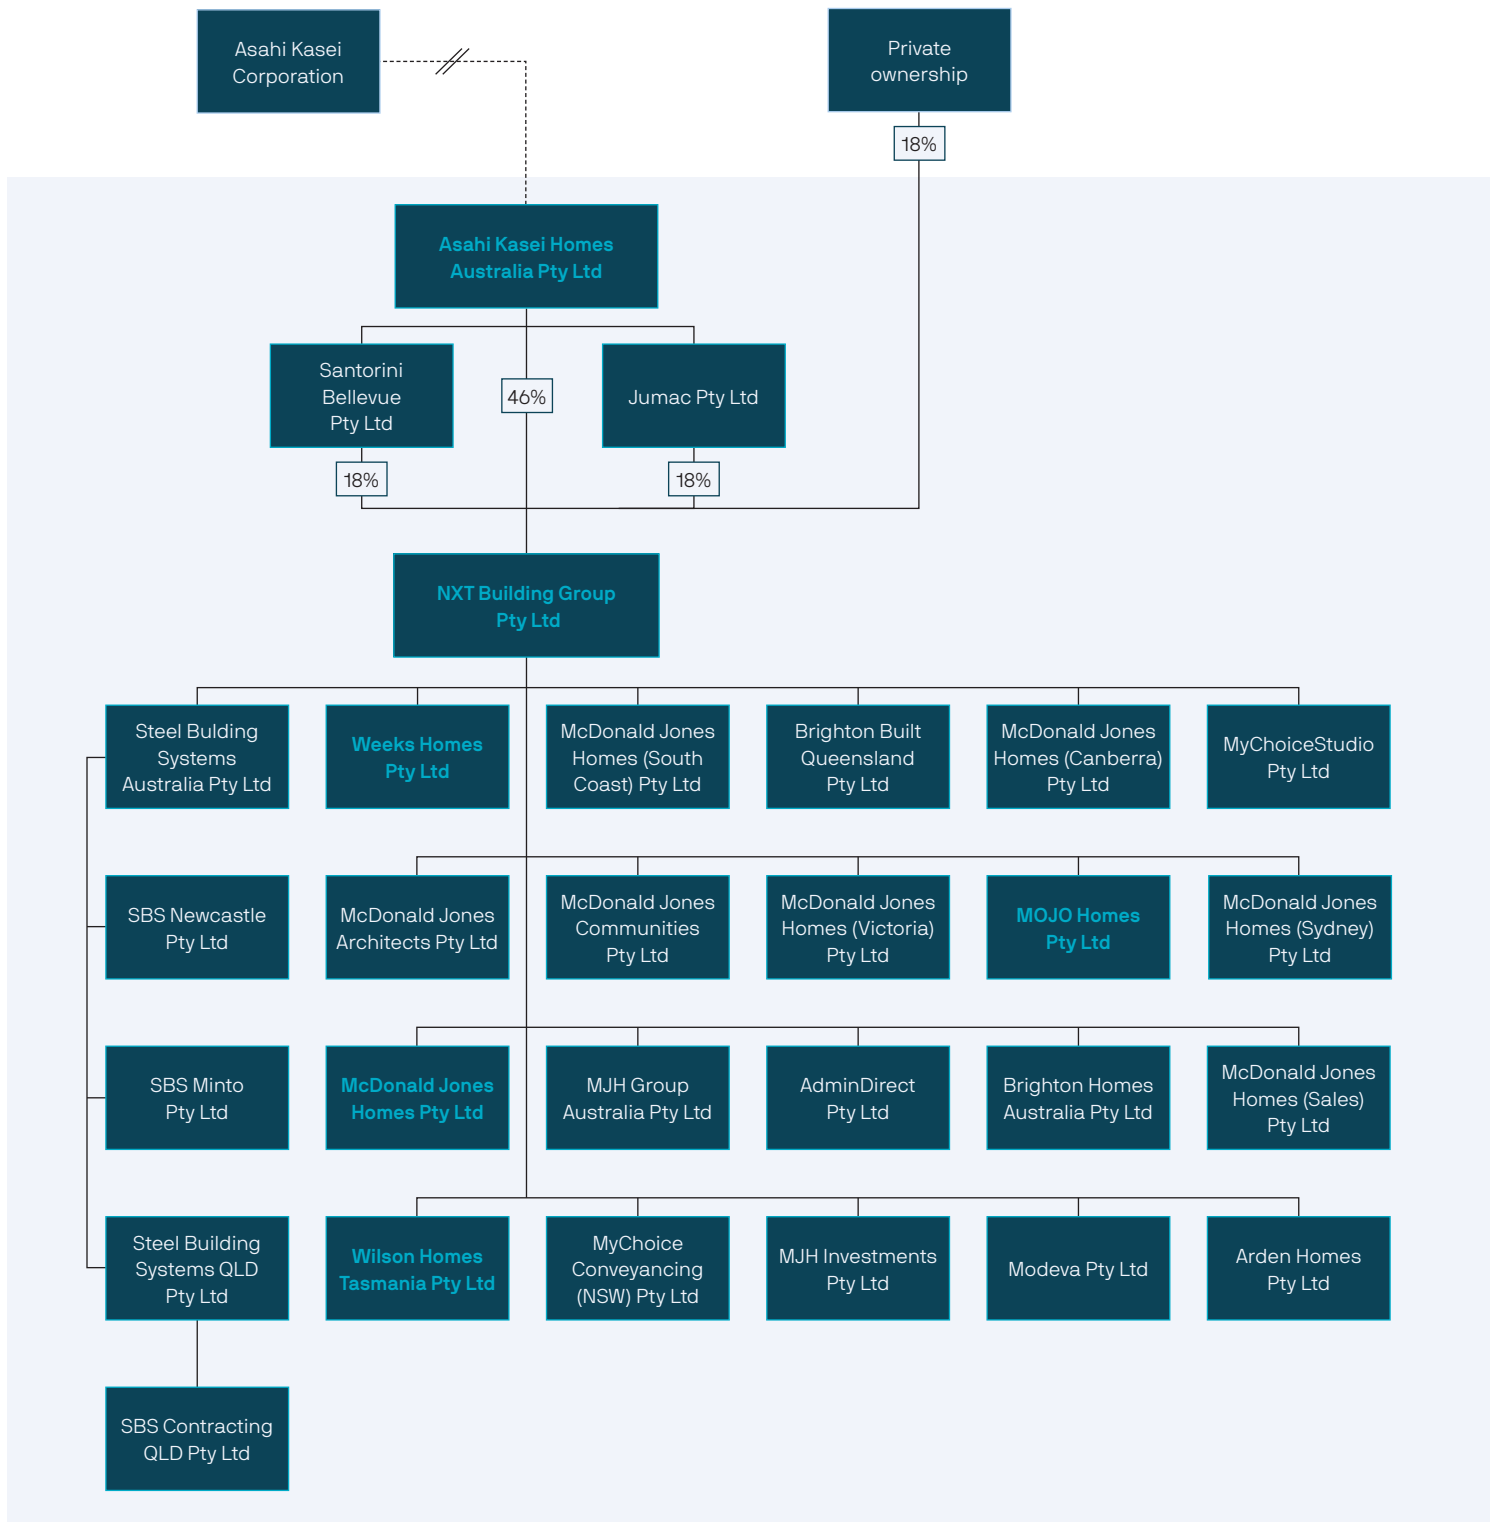 Asahi Kasei
Corporation
Private
ownership
18%
Asahi Kasei Homes
Australia Pty Ltd
Santorini
Bellevue
Pty Ltd
46%
Jumac Pty Ltd
18%
18%
NXT Building Group
Pty Ltd
Steel Bulding
Systems
Australia Pty Ltd
Weeks Homes
Pty Ltd
McDonald Jones
Homes (South
Coast) Pty Ltd
Brighton Built
Queensland
Pty Ltd
McDonald Jones
Homes (Canberra)
Pty Ltd
MyChoiceStudio
Pty Ltd
SBS Newcastle
Pty Ltd
McDonald Jones
Architects Pty Ltd
McDonald Jones
Communities
Pty Ltd
McDonald Jones
Homes (Victoria)
Pty Ltd
MOJO Homes
Pty Ltd
McDonald Jones
Homes (Sydney)
Pty Ltd
SBS Minto
Pty Ltd
McDonald Jones
Homes Pty Ltd
MJH Group
Australia Pty Ltd
AdminDirect
Pty Ltd
Brighton Homes
Australia Pty Ltd
McDonald Jones
Homes (Sales)
Pty Ltd
Steel Building
Systems QLD
Pty Ltd
Wilson Homes
Tasmania Pty Ltd
MyChoice
Conveyancing
(NSW) Pty Ltd
MJH Investments
Pty Ltd
Modeva Pty Ltd
Arden Homes
Pty Ltd
SBS Contracting
QLD Pty Ltd